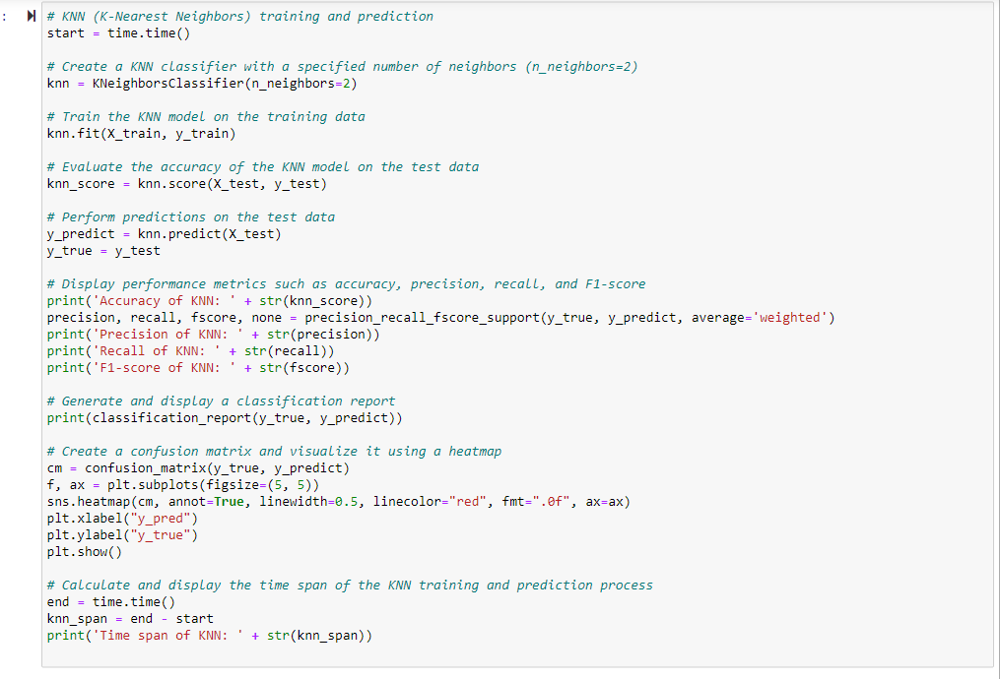 :
# KNN (K-Nearest Neighbors) training and prediction
start = time.time()
# Create a KNN classifier with a specified number of neighbors (n_neighbors=2)
knn = KNeighborsClassifier(n_neighbors=2)
# Train the KNN model on the training data
knn.fit(X_train, y_train)
# Evaluate the accuracy of the KNN model on the test data
knn_score = knn.score(X_test, y_test)
# Perform predictions on the test data
y_predict = knn.predict(X_test)
y_true = y_test
# Display performance metrics such as accuracy, precision, recall, and F1-score
print('Accuracy of KNN: ' + str(knn_score))
precision, recall, fscore, none = precision_recall_fscore_support(y_true, y_predict, average='weighted')
print('Precision of KNN: ' + str(precision))
print('Recall of KNN: ' + str(recall))
print('F1-score of KNN: ' + str(fscore))
# Generate and display a classification report
print(classification_report(y_true, y_predict))
# Create a confusion matrix and visualize it using a heatmap
cm = confusion_matrix(y_true, y_predict)
f, ax = plt.subplots(figsize=(5, 5))
sns.heatmap(cm, annot=True, linewidth=0.5, linecolor="red", fmt=".0f", ax=ax)
plt.xlabel("y_pred")
plt.ylabel("y_true")
plt.show()
# Calculate and display the time span of the KNN training and prediction process
end = time.time()
knn_span = end - start
print('Time span of KNN: ' + str(knn_span))